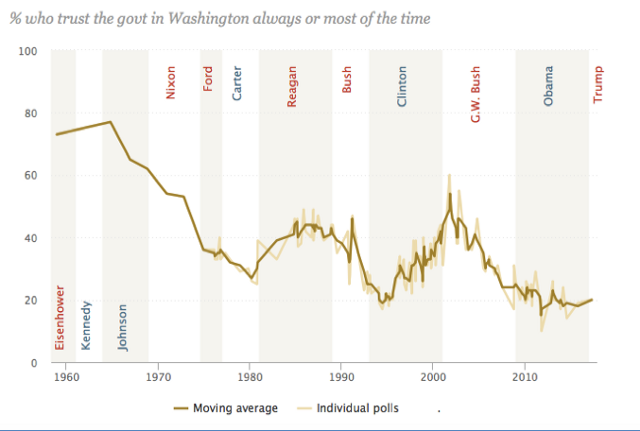 % who trust the govt in Washington always or most of the time
100
80
60
40
20
0
Eisenhower
Kennedy
Johnson
Nixon
Ford
Carter
Reagan
Bush
Clinton
G.W. Bush
Obama
Trump
1960 1970 1980 1990 2000 2010
Moving average Individual polls .